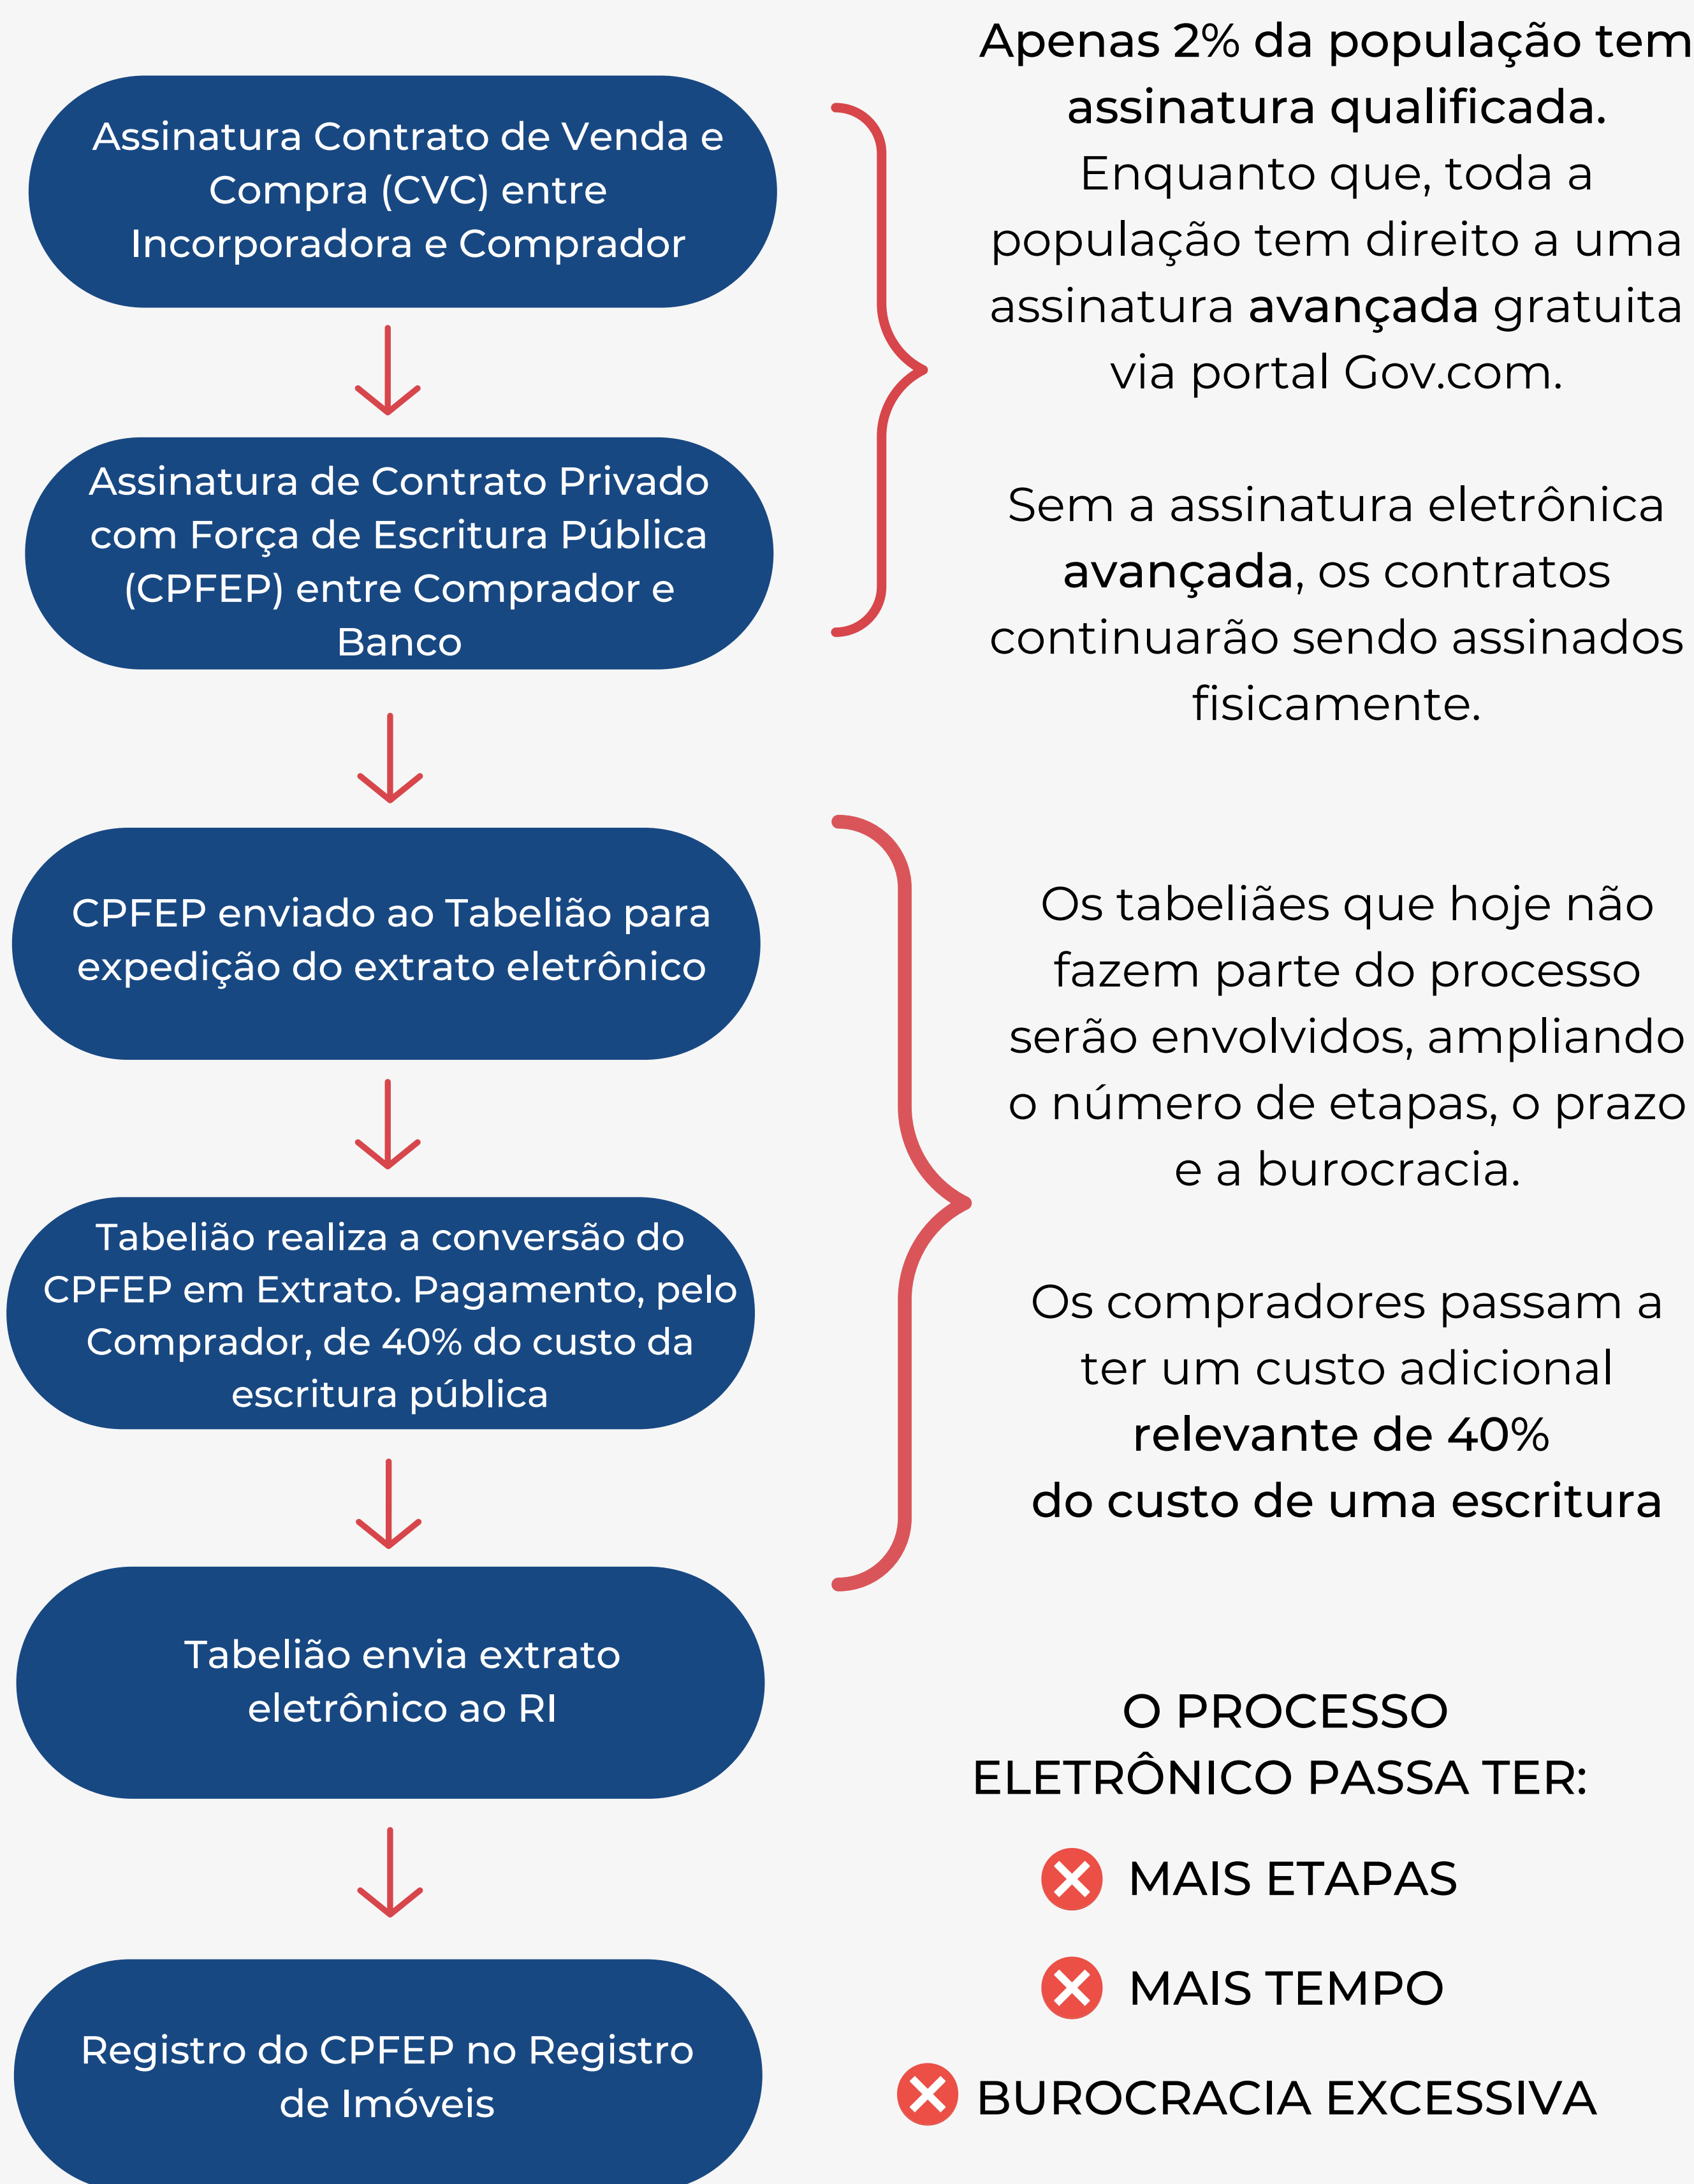 Assinatura Contrato de Venda e
Compra (CVC) entre
Incorporadora e Comprador
Assinatura de Contrato Privado
com Força de Escritura Pública
(CPFEP) entre Comprador e
Banco
Apenas 2% da população tem
assinatura qualificada.
Enquanto que, toda a
população tem direito a uma
assinatura avançada gratuita
via portal Gov.com.
Sem a assinatura eletrônica
avançada, os contratos
continuarão sendo assinados
fisicamente.
CPFEP enviado ao Tabelião para
expedição do extrato eletrônico
Tabelião realiza a conversão do
CPFEP em Extrato. Pagamento, pelo
Comprador, de 40% do custo da
escritura pública
Tabelião envia extrato
eletrônico ao RI
Os tabeliães que hoje não
fazem parte do processo
serão envolvidos, ampliando
o número de etapas, o prazo
e a burocracia.
Os compradores passam a
ter um custo adicional
relevante de 40%
do custo de uma escritura
Registro do CPFEP no Registro
de Imóveis
O PROCESSO
ELETRÔNICO PASSA TER:
MAIS ETAPAS
MAIS TEMPO
BUROCRACIA EXCESSIVA